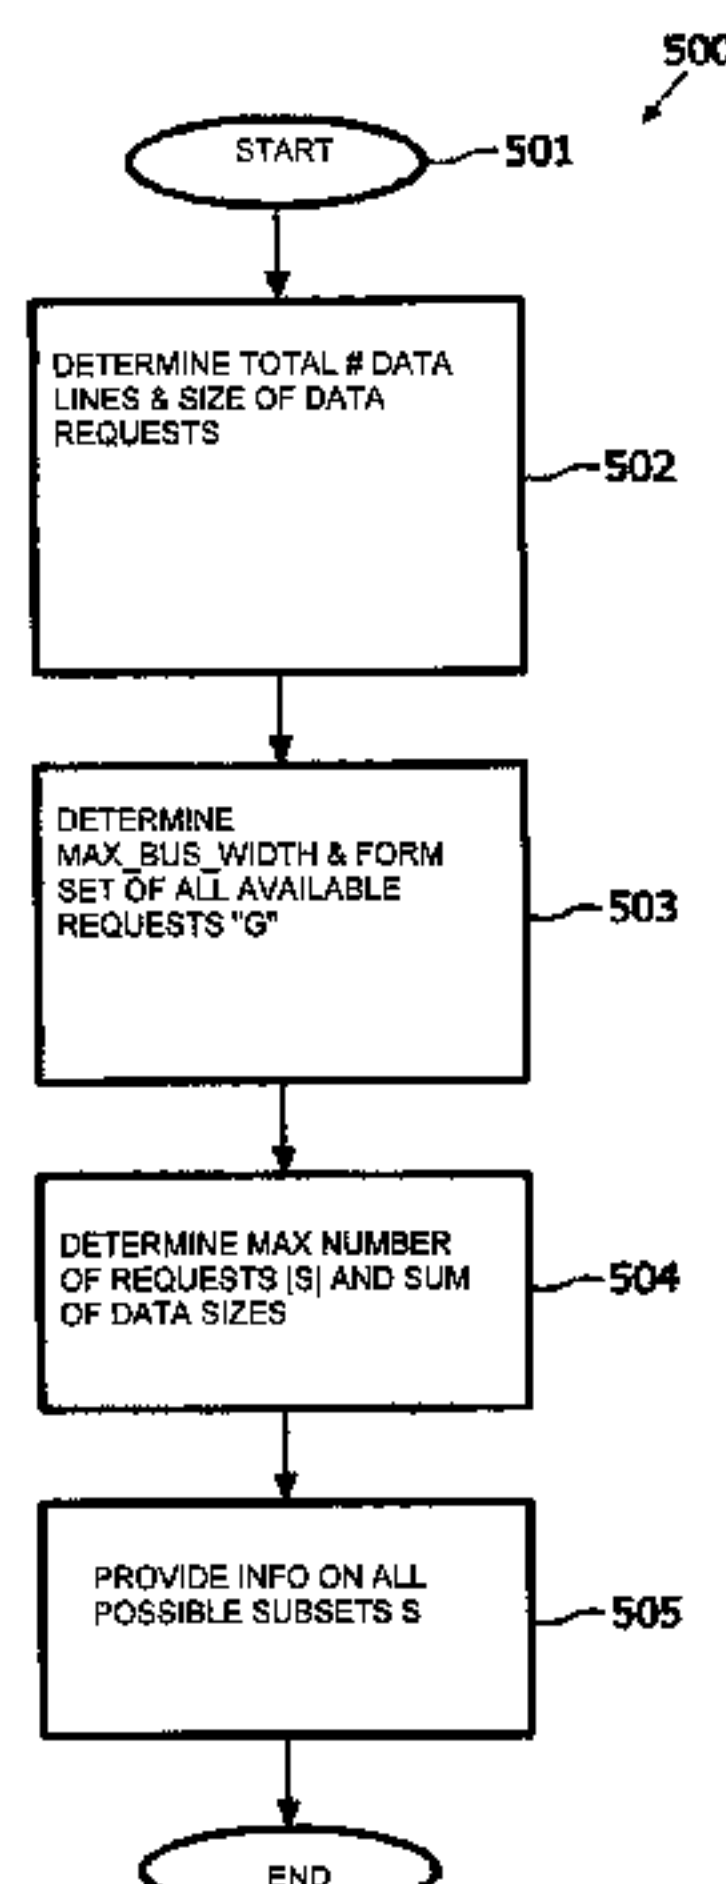 500
START
501
DETERMINE TOTAL # DATA
LINES & SIZE OF DATA
REQUESTS
502
DETERMINE
MAX_BUS_WIDTH & FORM
SET OF ALL AVAILABLE
REQUESTS "G"
503
DETERMINE MAX NUMBER
OF REQUESTS |S| AND SUM
OF DATA SIZES
504
PROVIDE INFO ON ALL
POSSIBLE SUBSETS S
505
END